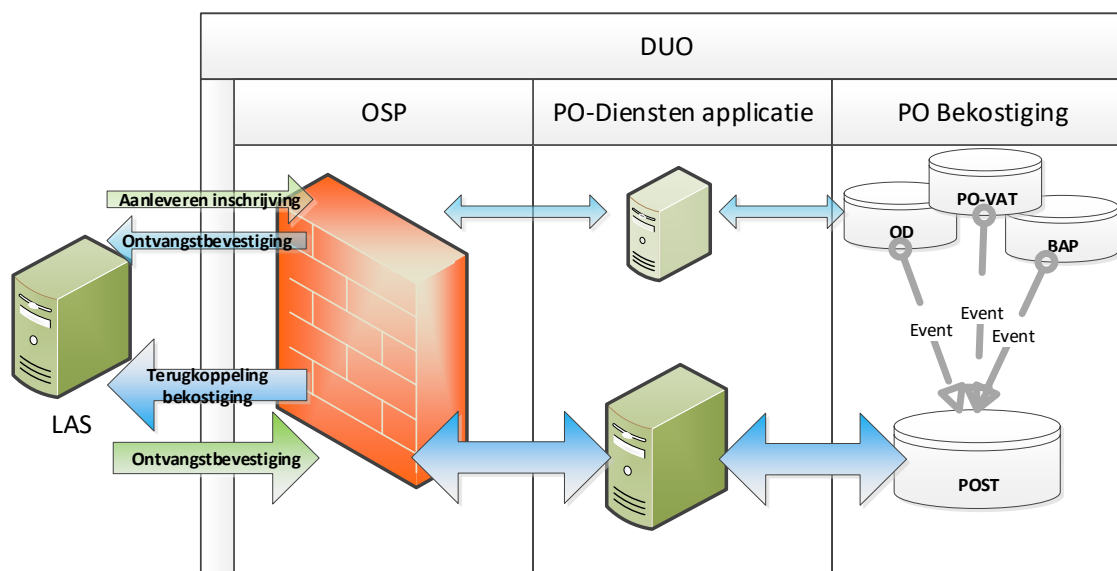 DUO
OSP
PO-Diensten applicatie
PO Bekostiging
Aanleveren inschrijving
Ontvangstbevestiging
PO-VAT
OD
BAP
Event
Event
Event
Terugkoppeling
bekostiging
LAS
Ontvangstbevestiging
POST